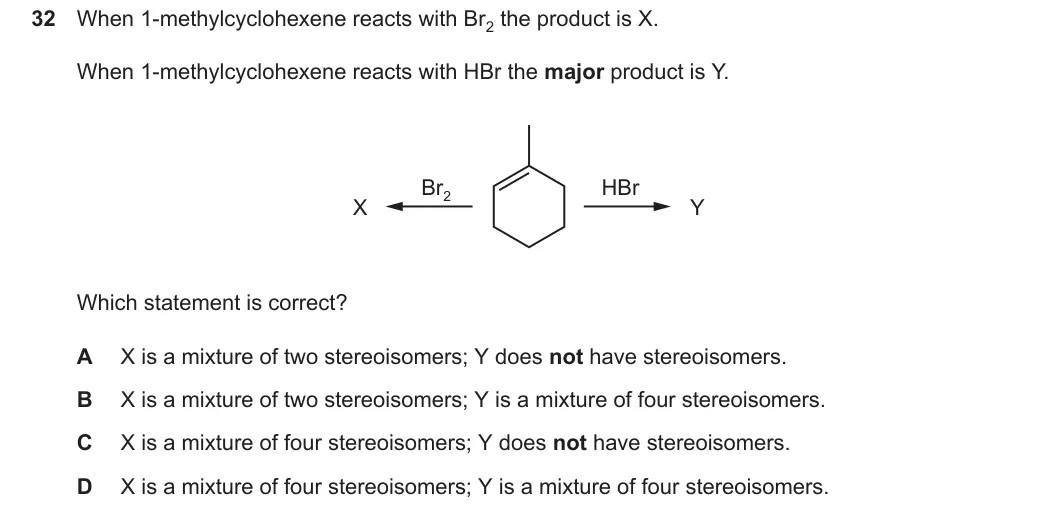 32 When 1-methylcyclohexene reacts with Br₂ the product is X.
When 1-methylcyclohexene reacts with HBr the major product is Y.
X Br₂ HBr Y
Which statement is correct?
A X is a mixture of two stereoisomers; Y does not have stereoisomers.
B X is a mixture of two stereoisomers; Y is a mixture of four stereoisomers.
C X is a mixture of four stereoisomers; Y does not have stereoisomers.
D X is a mixture of four stereoisomers; Y is a mixture of four stereoisomers.